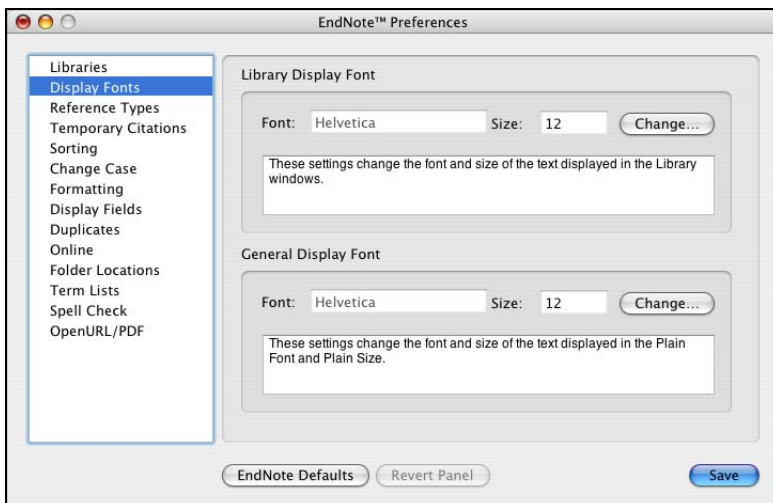 EndNote™ Preferences
Libraries
Display Fonts
Reference Types
Temporary Citations
Sorting
Change Case
Formatting
Display Fields
Duplicates
Online
Folder Locations
Term Lists
Spell Check
OpenURL/PDF
Library Display Font
Font: Helvetica Size: 12 Change...
These settings change the font and size of the text displayed in the Library
windows.
General Display Font
Font: Helvetica Size: 12 Change...
These settings change the font and size of the text displayed in the Plain
Font and Plain Size.
EndNote Defaults Revert Panel Save